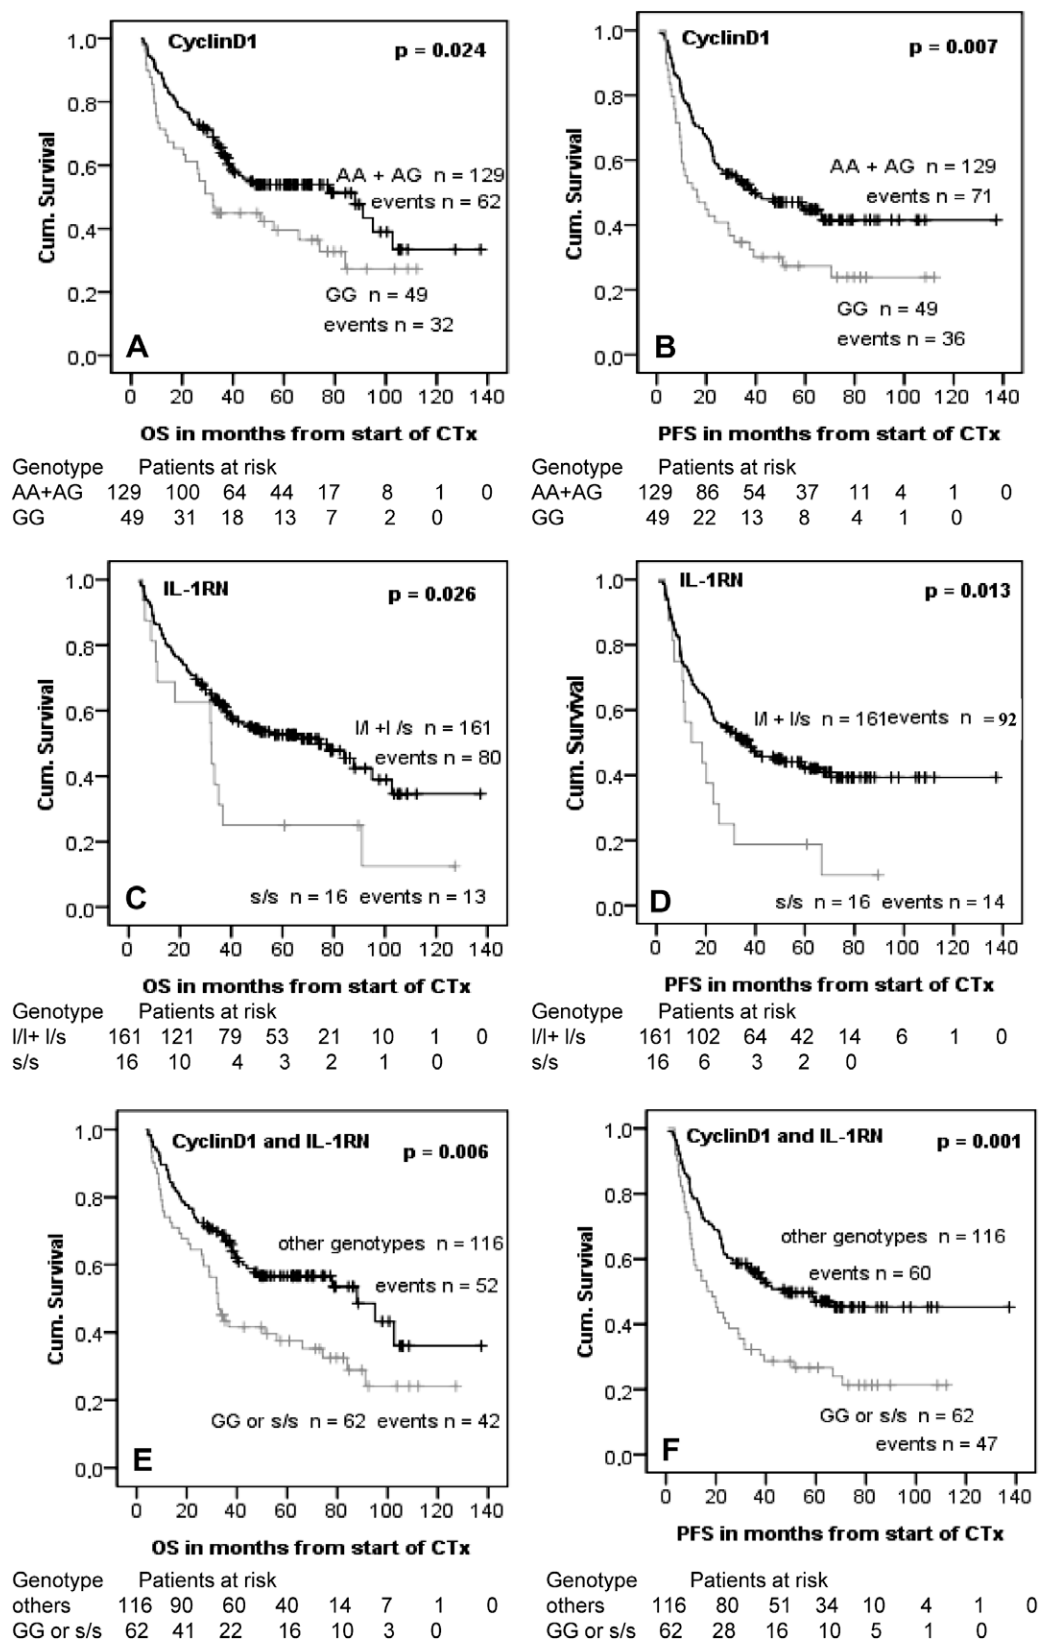 CyclinD1
p = 0.024
1.0
0.8
0.6
0.4
0.2
0.0
Cum. Survival
AA + AG n = 129
events n = 62
GG n = 49
events n = 32
A
0 20 40 60 80 100 120 140
OS in months from start of CTx
Genotype Patients at risk
AA+AG 129 100 64 44 17 8 1 0
GG 49 31 18 13 7 2 0
CyclinD1
p = 0.007
1.0
0.8
0.6
0.4
0.2
0.0
Cum. Survival
AA + AG n = 129
events n = 71
GG n = 49
events n = 36
B
0 20 40 60 80 100 120 140
PFS in months from start of CTx
Genotype Patients at risk
AA+AG 129 86 54 37 11 4 1 0
GG 49 22 13 8 4 1 0
IL-1RN
p = 0.026
1.0
0.8
0.6
0.4
0.2
0.0
Cum. Survival
l/l +l /s n = 161
events n = 80
s/s n = 16 events n = 13
C
0 20 40 60 80 100 120 140
OS in months from start of CTx
Genotype Patients at risk
l/l+ l/s 161 121 79 53 21 10 1 0
s/s 16 10 4 3 2 1 0
IL-1RN
p = 0.013
1.0
0.8
0.6
0.4
0.2
0.0
Cum. Survival
l/l + l/s n = 161events n = 92
s/s n = 16 events n = 14
D
0 20 40 60 80 100 120 140
PFS in months from start of CTx
Genotype Patients at risk
l/l+ l/s 161 102 64 42 14 6 1 0
s/s 16 6 3 2 0
CyclinD1 and IL-1RN
p = 0.006
1.0
0.8
0.6
0.4
0.2
0.0
Cum. Survival
other genotypes n = 116
events n = 52
GG or s/s n = 62 events n = 42
E
0 20 40 60 80 100 120 140
OS in months from start of CTx
Genotype Patients at risk
others 116 90 60 40 14 7 1 0
GG or s/s 62 41 22 16 10 3 0
CyclinD1 and IL-1RN
p = 0.001
1.0
0.8
0.6
0.4
0.2
0.0
Cum. Survival
other genotypes n = 116
events n = 60
GG or s/s n = 62
events n = 47
F
0 20 40 60 80 100 120 140
PFS in months from start of CTx
Genotype Patients at risk
others 116 80 51 34 10 4 1 0
GG or s/s 62 28 16 10 5 1 0